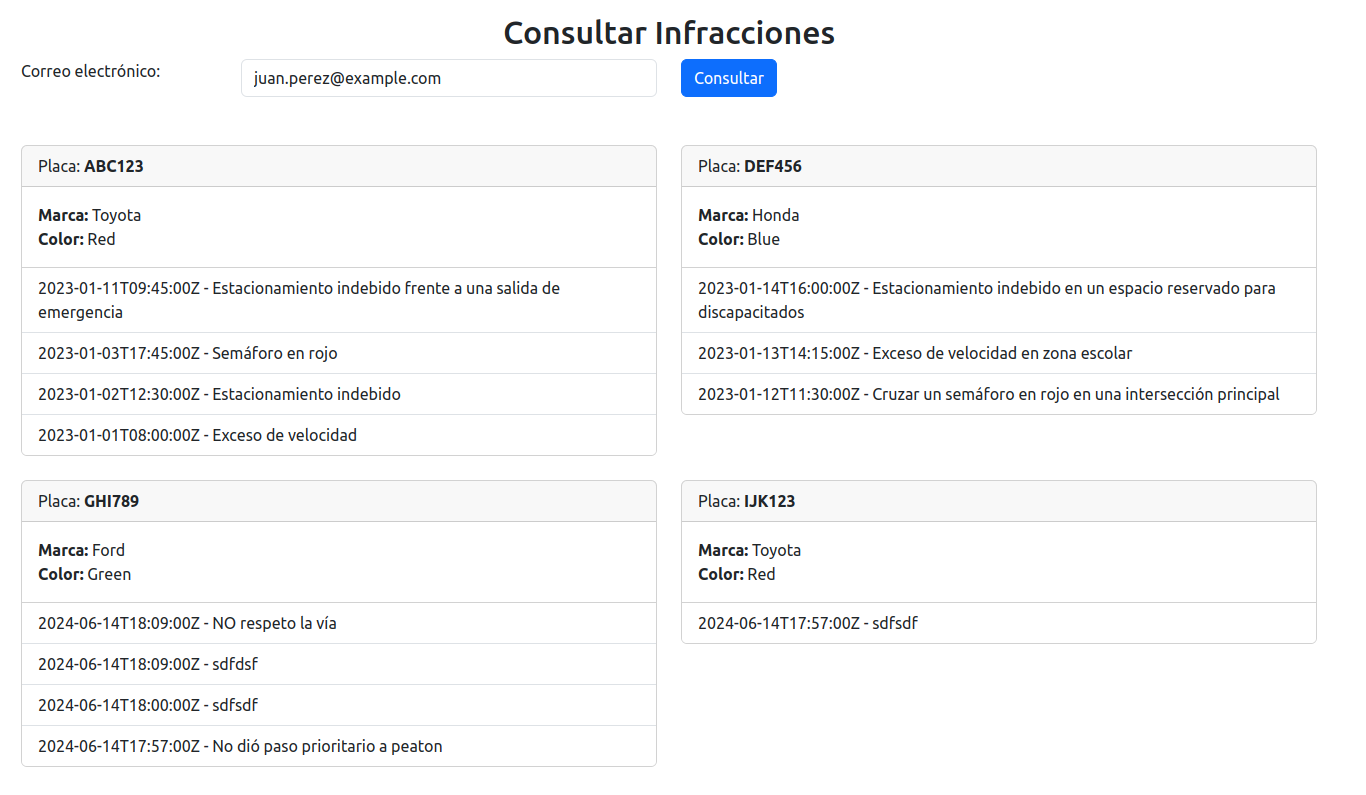 Consultar Infracciones
Correo electrónico:
juan.perez@example.com
Consultar
Placa: ABC123
Marca: Toyota
Color: Red
2023-01-11T09:45:00Z - Estacionamiento indebido frente a una salida de
emergencia
2023-01-03T17:45:00Z - Semáforo en rojo
2023-01-02T12:30:00Z - Estacionamiento indebido
2023-01-01T08:00:00Z - Exceso de velocidad
Placa: DEF456
Marca: Honda
Color: Blue
2023-01-14T16:00:00Z - Estacionamiento indebido en un espacio reservado para
discapacitados
2023-01-13T14:15:00Z - Exceso de velocidad en zona escolar
2023-01-12T11:30:00Z - Cruzar un semáforo en rojo en una intersección principal
Placa: GHI789
Marca: Ford
Color: Green
2024-06-14T18:09:00Z - NO respeto la vía
2024-06-14T18:09:00Z - sdfdsf
2024-06-14T18:00:00Z - sdfsdf
2024-06-14T17:57:00Z - No dió paso prioritario a peaton
Placa: IJK123
Marca: Toyota
Color: Red
2024-06-14T17:57:00Z - sdfsdf